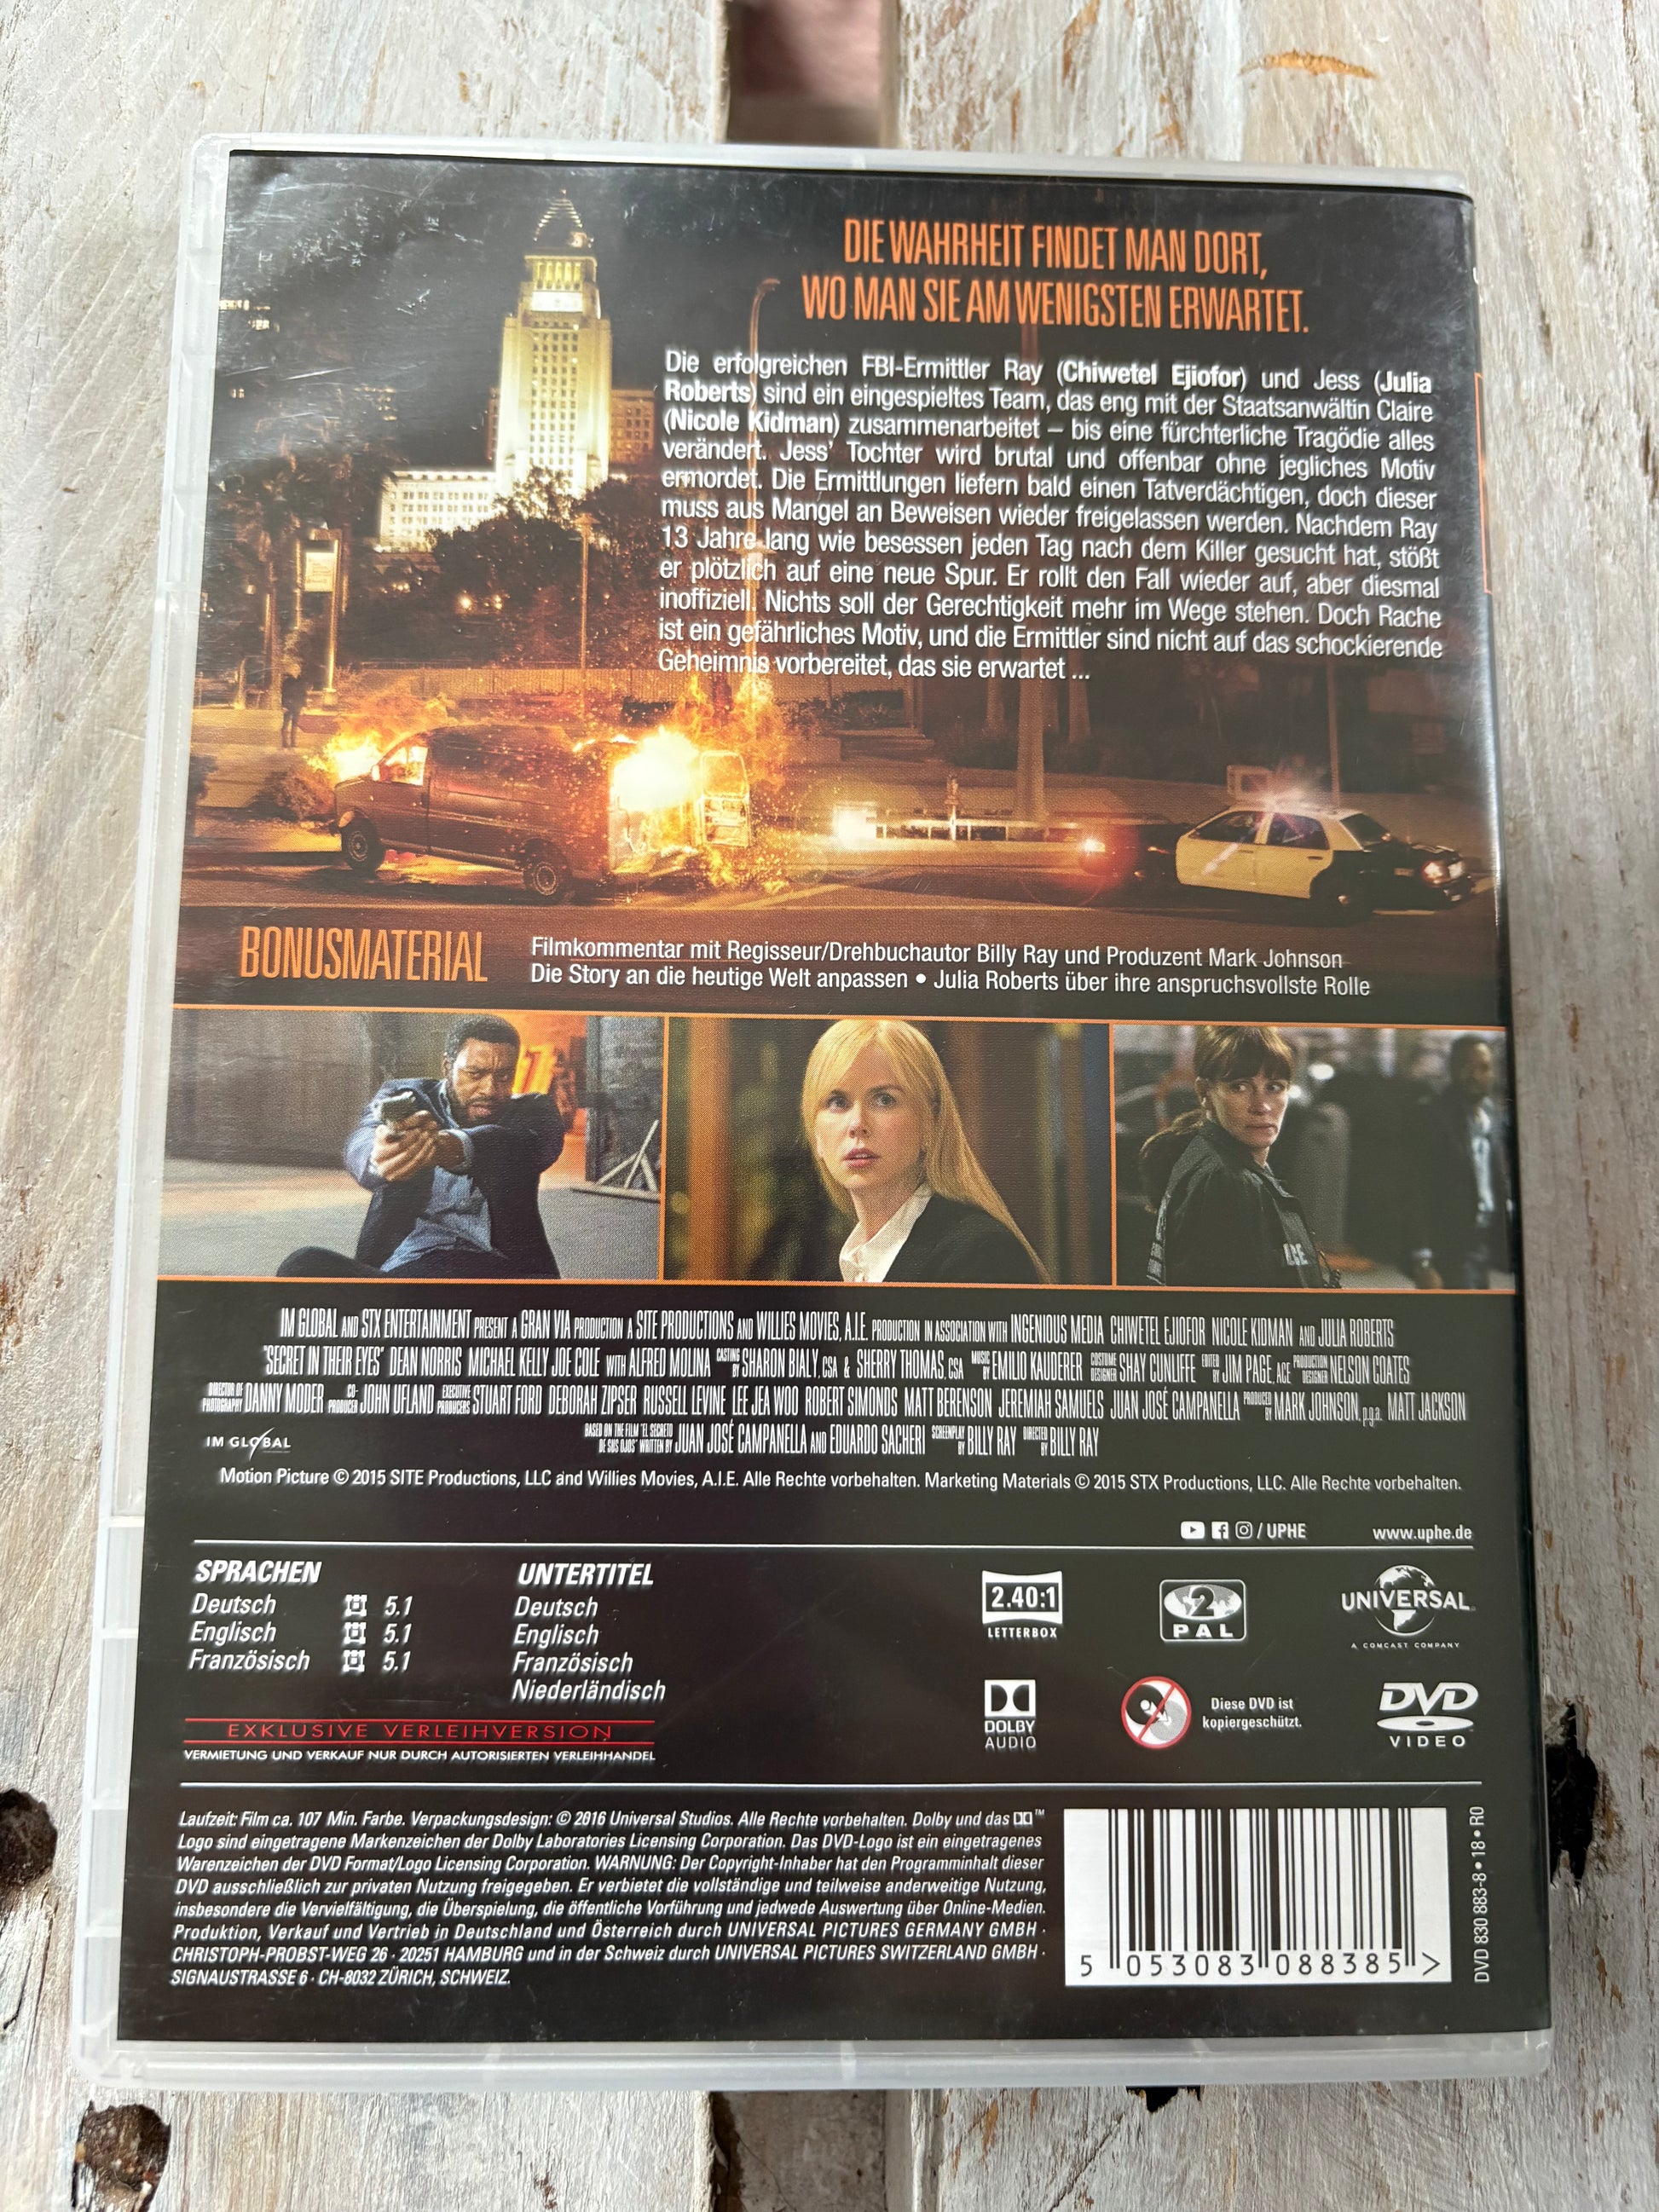 DIE WAHRHEIT FINDET MAN DORT,
WO MAN SIE AM WENIGSTEN ERWARTET.
Die erfolgreichen FBI-Ermittler Ray (Chiwetel Ejiofor) und Jess (Julia
Roberts) sind ein eingespieltes Team, das eng mit der Staatsanwältin Claire
(Nicole Kidman) zusammenarbeitet – bis eine fürchterliche Tragödie alles
verändert. Jess' Tochter wird brutal und offenbar ohne jegliches Motiv
ermordet. Die Ermittlungen liefern bald einen Tatverdächtigen, doch dieser
muss aus Mangel an Beweisen wieder freigelassen werden. Nachdem Ray
13 Jahre lang wie besessen jeden Tag nach dem Killer gesucht hat, stößt
er plötzlich auf eine neue Spur. Er rollt den Fall wieder auf, aber diesmal
inoffiziell. Nichts soll der Gerechtigkeit mehr im Wege stehen. Doch Rache
ist ein gefährliches Motiv, und die Ermittler sind nicht auf das schockierende
Geheimnis vorbereitet, das sie erwartet ...
BONUSMATERIAL
Filmkommentar mit Regisseur/Drehbuchautor Billy Ray und Produzent Mark Johnson
Die Story an die heutige Welt anpassen • Julia Roberts über ihre anspruchsvollste Rolle
IM GLOBAL AND STX ENTERTAINMENT PRESENT A GRAN VIA PRODUCTION A SITE PRODUCTIONS AND WILLIES MOVIES, A.I.E. PRODUCTION IN ASSOCIATION WITH INGENIOUS MEDIA CHIWETEL EJIOFOR NICOLE KIDMAN AND JULIA ROBERTS
"SECRET IN THEIR EYES" DEAN NORRIS MICHAEL KELLY JOE COLE WITH ALFRED MOLINA CASTING BY SHARON BIALY, CSA & SHERRY THOMAS, CSA MUSIC BY EMILIO KAUDERER COSTUME DESIGNER SHAY CUNLIFFE EDITED BY JIM PAGE, ACE PRODUCTION DESIGNER NELSON COATES
DIRECTOR OF PHOTOGRAPHY DANNY MODER CO-PRODUCER JOHN UFLAND EXECUTIVE PRODUCERS STUART FORD DEBORAH ZIPSER RUSSELL LEVINE LEE JEA WOO ROBERT SIMONDS MATT BERENSON JEREMIAH SAMUELS JUAN JOSÉ CAMPANELLA PRODUCED BY MARK JOHNSON, p.g.a. MATT JACKSON
BASED ON THE FILM "EL SECRETO DE SUS OJOS" WRITTEN BY JUAN JOSÉ CAMPANELLA AND EDUARDO SACHERI SCREENPLAY BY BILLY RAY DIRECTED BY BILLY RAY
IM GLOBAL
Motion Picture © 2015 SITE Productions, LLC and Willies Movies, A.I.E. Alle Rechte vorbehalten. Marketing Materials © 2015 STX Productions, LLC. Alle Rechte vorbehalten.
/ UPHE www.uphe.de
SPRACHEN
Deutsch 5.1
Englisch 5.1
Französisch 5.1
UNTERTITEL
Deutsch
Englisch
Französisch
Niederländisch
EXKLUSIVE VERLEIHVERSION
VERMIETUNG UND VERKAUF NUR DURCH AUTORISIERTEN VERLEIHHANDEL
2.40:1
LETTERBOX
2
PAL
UNIVERSAL
A COMCAST COMPANY
DOLBY
AUDIO
Diese DVD ist
kopiergeschützt.
DVD
VIDEO
Laufzeit: Film ca. 107 Min. Farbe. Verpackungsdesign: © 2016 Universal Studios. Alle Rechte vorbehalten. Dolby und das ™
Logo sind eingetragene Markenzeichen der Dolby Laboratories Licensing Corporation. Das DVD-Logo ist ein eingetragenes
Warenzeichen der DVD Format/Logo Licensing Corporation. WARNUNG: Der Copyright-Inhaber hat den Programminhalt dieser
DVD ausschließlich zur privaten Nutzung freigegeben. Er verbietet die vollständige und teilweise anderweitige Nutzung,
insbesondere die Vervielfältigung, die Überspielung, die öffentliche Vorführung und jedwede Auswertung über Online-Medien.
Produktion, Verkauf und Vertrieb in Deutschland und Österreich durch UNIVERSAL PICTURES GERMANY GMBH ·
CHRISTOPH-PROBST-WEG 26 · 20251 HAMBURG und in der Schweiz durch UNIVERSAL PICTURES SWITZERLAND GMBH ·
SIGNAUSTRASSE 6 · CH-8032 ZÜRICH, SCHWEIZ.
5 053083 088385 >
DVD 830 883-8 • 18 • R0